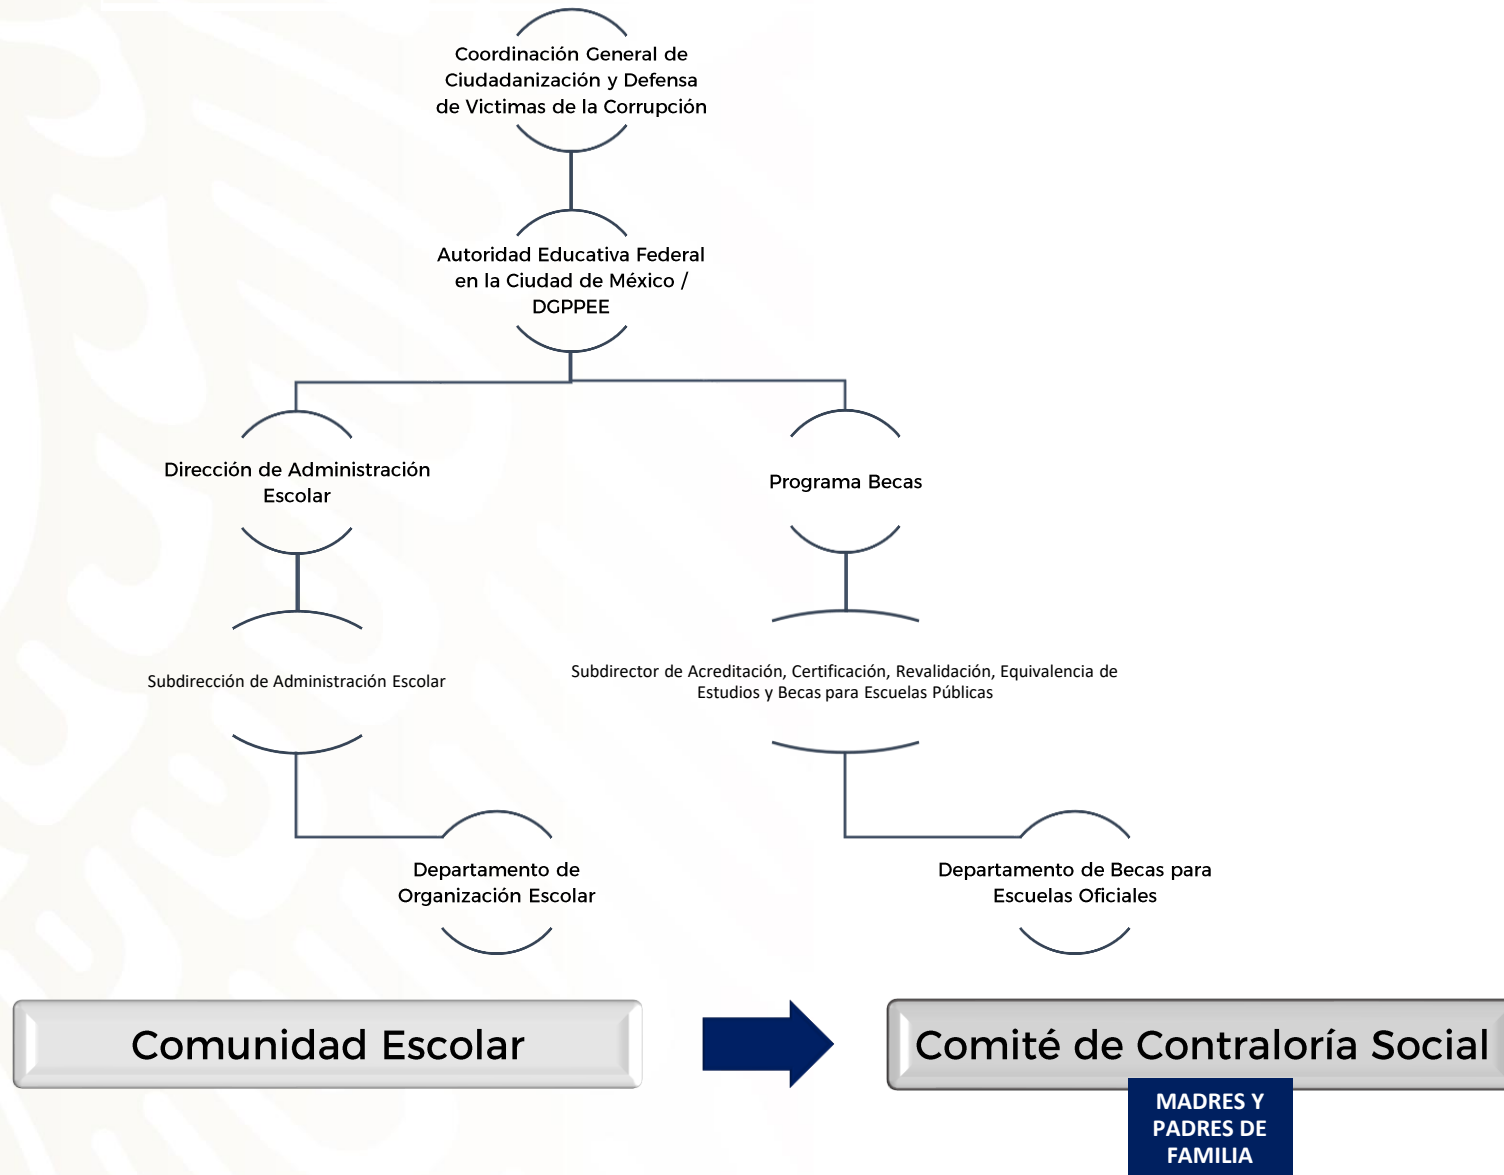 Coordinación General de
Ciudadanización y Defensa
de Victimas de la Corrupción
Autoridad Educativa Federal
en la Ciudad de México /
DGPPEE
Dirección de Administración
Escolar
Programa Becas
Subdirección de Administración Escolar
Subdirector de Acreditación, Certificación, Revalidación, Equivalencia de
Estudios y Becas para Escuelas Públicas
Departamento de
Organización Escolar
Departamento de Becas para
Escuelas Oficiales
Comunidad Escolar
Comité de Contraloría Social
MADRES Y
PADRES DE
FAMILIA